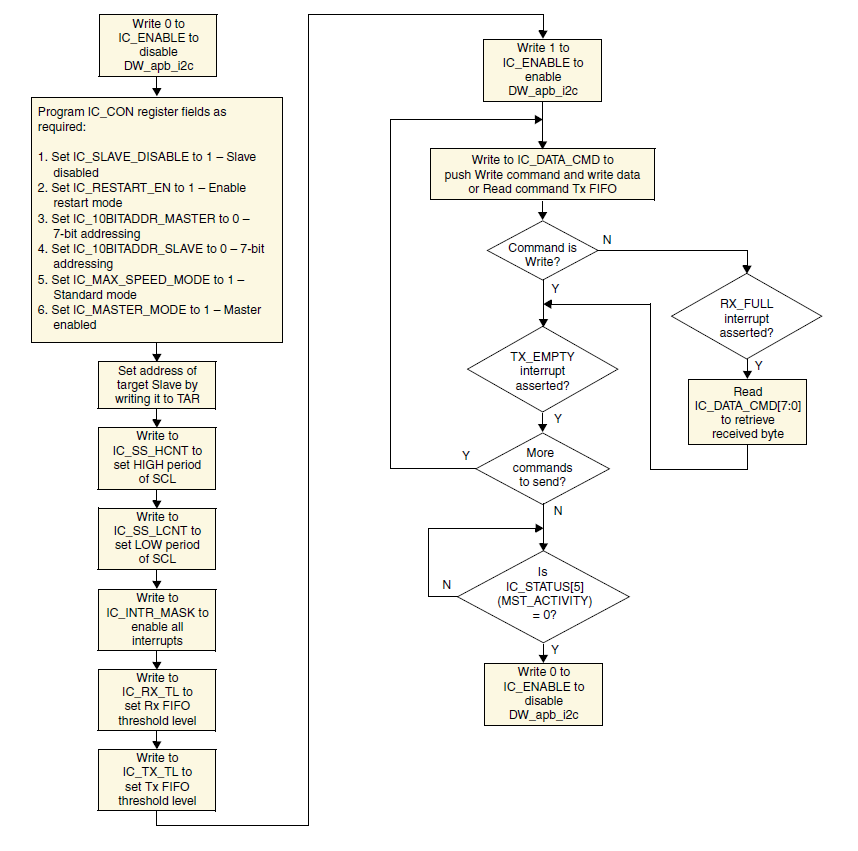 Write 0 to
IC_ENABLE to
disable
DW_apb_i2c
Program IC_CON register fields as
required:
1. Set IC_SLAVE_DISABLE to 1 – Slave
disabled
2. Set IC_RESTART_EN to 1 – Enable
restart mode
3. Set IC_10BITADDR_MASTER to 0 –
7-bit addressing
4. Set IC_10BITADDR_SLAVE to 0 – 7-bit
addressing
5. Set IC_MAX_SPEED_MODE to 1 –
Standard mode
6. Set IC_MASTER_MODE to 1 – Master
enabled
Set address of
target Slave by
writing it to TAR
Write to
IC_SS_HCNT to
set HIGH period
of SCL
Write to
IC_SS_LCNT to
set LOW period
of SCL
Write to
IC_INTR_MASK to
enable all
interrupts
Write to
IC_RX_TL to
set Rx FIFO
threshold level
Write to
IC_TX_TL to
set Tx FIFO
threshold level
Write 1 to
IC_ENABLE to
enable
DW_apb_i2c
Write to IC_DATA_CMD to
push Write command and write data
or Read command Tx FIFO
Command is
Write?
N
Y
RX_FULL
interrupt
asserted?
Y
Read
IC_DATA_CMD[7:0]
to retrieve
received byte
TX_EMPTY
interrupt
asserted?
Y
More
commands
to send?
Y
N
Is
IC_STATUS[5]
(MST_ACTIVITY)
= 0?
N
Y
Write 0 to
IC_ENABLE to
disable
DW_apb_i2c